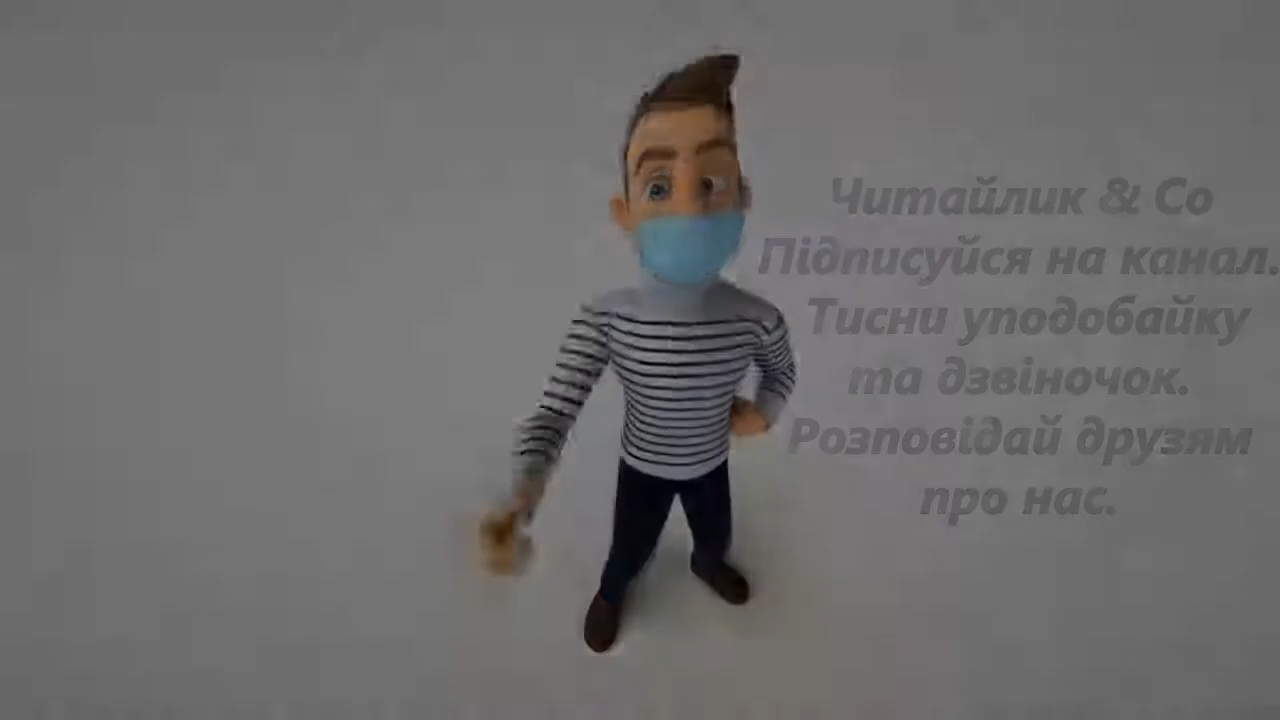 Читайлик & Co
Підписуйся на канал.
Тисни уподобайку
та дзвіночок.
Розповідай друзям
про нас.